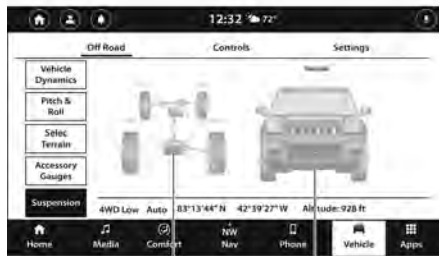 12:32 72°
Off Road Controls Settings
Vehicle
Dynamics
Pitch &
Roll
Selec
Terrain
Accessory
Gauges
Suspension
4WD Low Auto 83°13'44"N 42°39'27"W Altitude: 928 ft
Home Media Comfort NW
Nav Phone Vehicle Apps